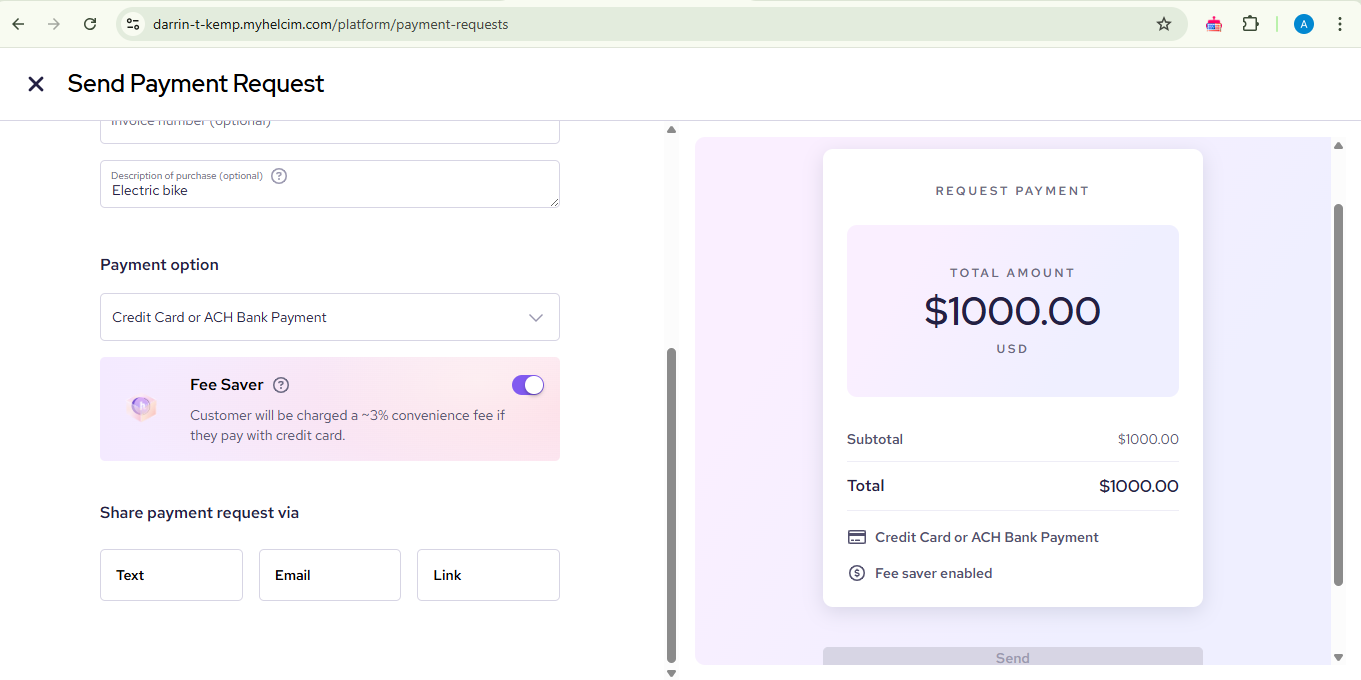 darrin-t-kemp.myhelcim.com/platform/payment-requests
A
Send Payment Request
Invoice number (optional)
Description of purchase (optional) ?
Electric bike
Payment option
Credit Card or ACH Bank Payment
Fee Saver ?
Customer will be charged a ~3% convenience fee if
they pay with credit card.
Share payment request via
Text
Email
Link
REQUEST PAYMENT
TOTAL AMOUNT
$1000.00
USD
Subtotal $1000.00
Total $1000.00
Credit Card or ACH Bank Payment
$ Fee saver enabled
Send